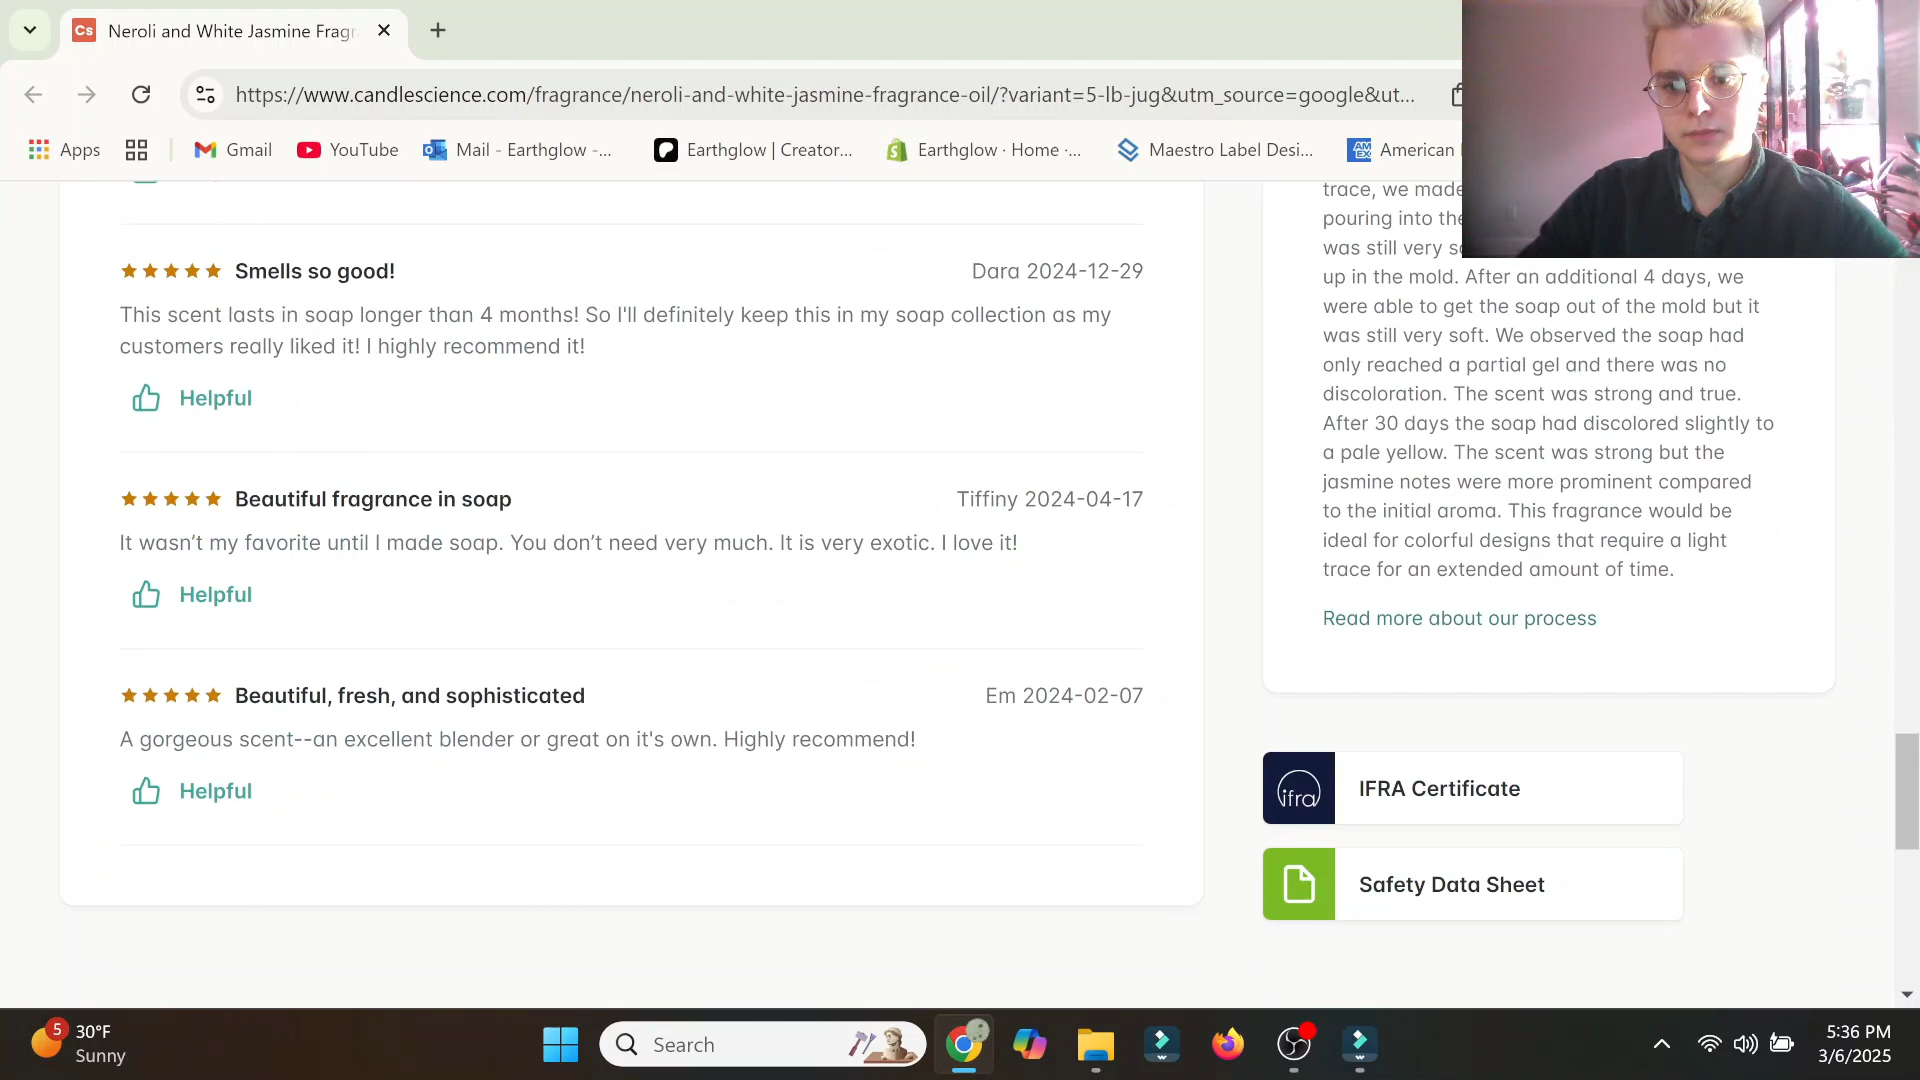 Cs Neroli and White Jasmine Fragr
https://www.candlescience.com/fragrance/neroli-and-white-jasmine-fragrance-oil/?variant=5-lb-jug&utm_source=google&ut...
Apps Gmail YouTube Mail - Earthglow -... Earthglow | Creator... Earthglow · Home ·... Maestro Label Desi... AM EX American
Smells so good! Dara 2024-12-29
This scent lasts in soap longer than 4 months! So I'll definitely keep this in my soap collection as my
customers really liked it! I highly recommend it!
Helpful
Beautiful fragrance in soap Tiffiny 2024-04-17
It wasn’t my favorite until I made soap. You don’t need very much. It is very exotic. I love it!
Helpful
Beautiful, fresh, and sophisticated Em 2024-02-07
A gorgeous scent--an excellent blender or great on it's own. Highly recommend!
Helpful
trace, we made
pouring into the
was still very
up in the mold. After an additional 4 days, we
were able to get the soap out of the mold but it
was still very soft. We observed the soap had
only reached a partial gel and there was no
discoloration. The scent was strong and true.
After 30 days the soap had discolored slightly to
a pale yellow. The scent was strong but the
jasmine notes were more prominent compared
to the initial aroma. This fragrance would be
ideal for colorful designs that require a light
trace for an extended amount of time.
Read more about our process
ifra IFRA Certificate
Safety Data Sheet
5 30°F
Sunny
Search
5:36 PM
3/6/2025